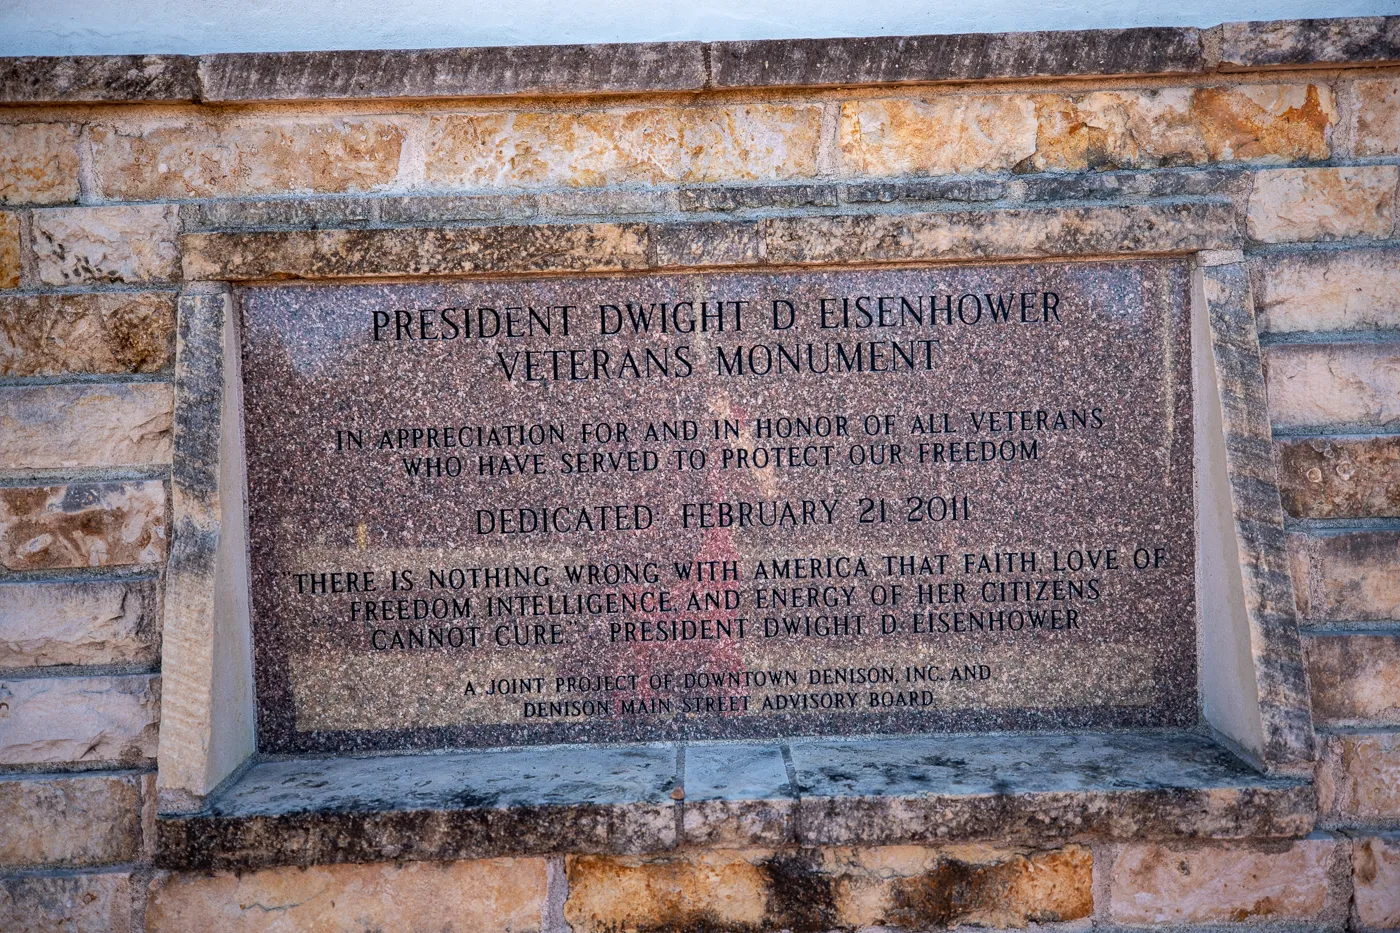 PRESIDENT DWIGHT D. EISENHOWER
VETERANS MONUMENT
IN APPRECIATION FOR AND IN HONOR OF ALL VETERANS
WHO HAVE SERVED TO PROTECT OUR FREEDOM
DEDICATED FEBRUARY 21, 2011
"THERE IS NOTHING WRONG WITH AMERICA THAT FAITH, LOVE OF
FREEDOM, INTELLIGENCE, AND ENERGY OF HER CITIZENS
CANNOT CURE." PRESIDENT DWIGHT D. EISENHOWER
A JOINT PROJECT OF DOWNTOWN DENISON, INC. AND
DENISON MAIN STREET ADVISORY BOARD